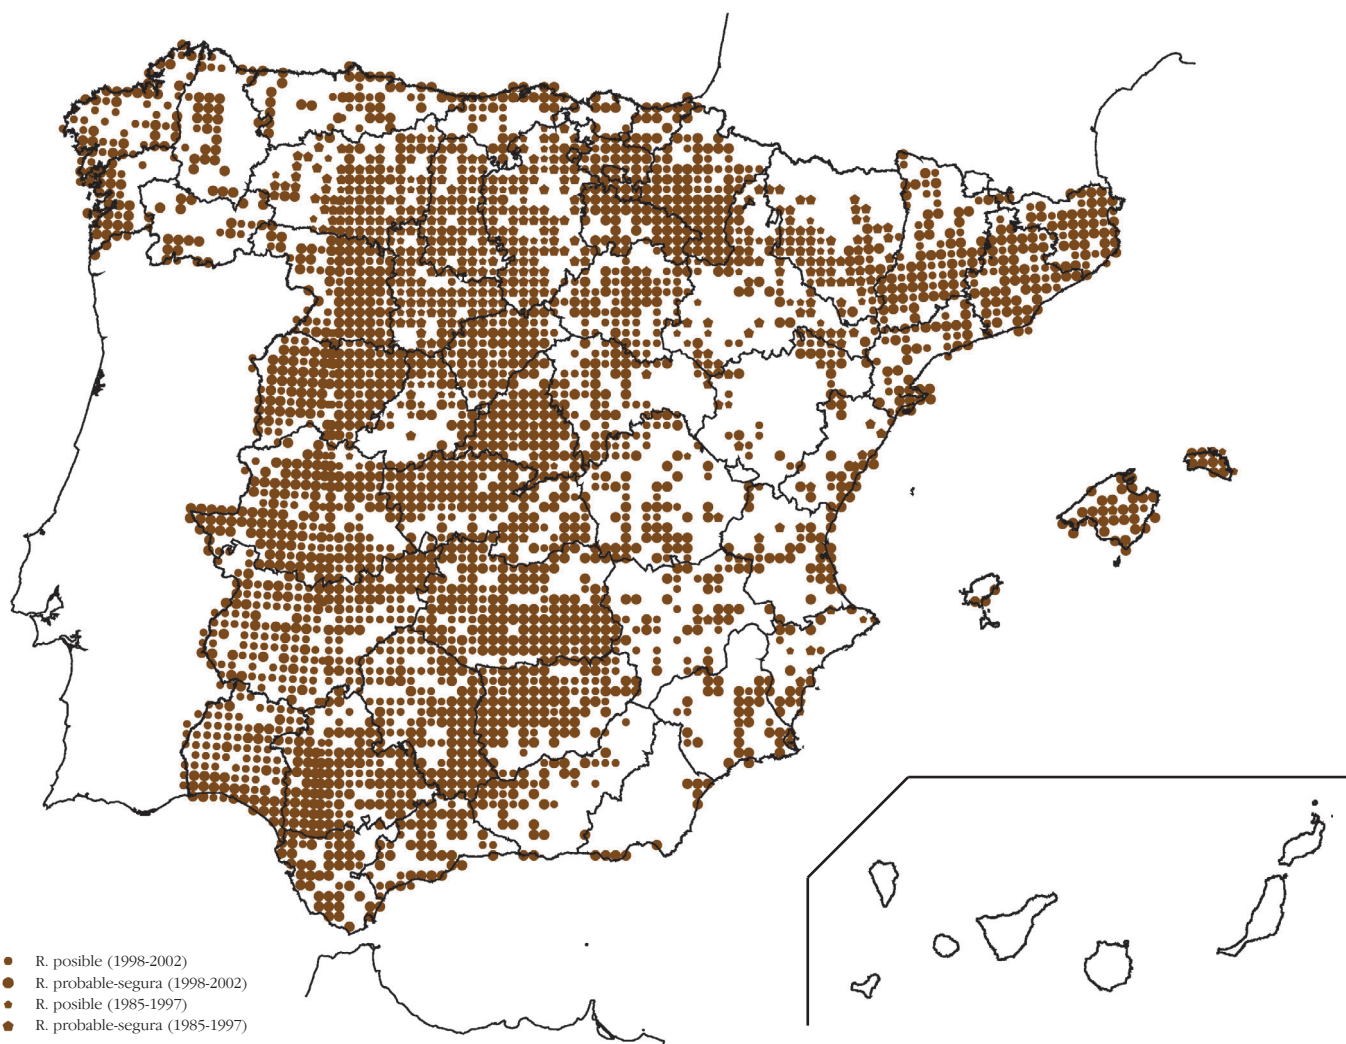 R. posible (1998-2002)
R. probable-segura (1998-2002)
R. posible (1985-1997)
R. probable-segura (1985-1997)